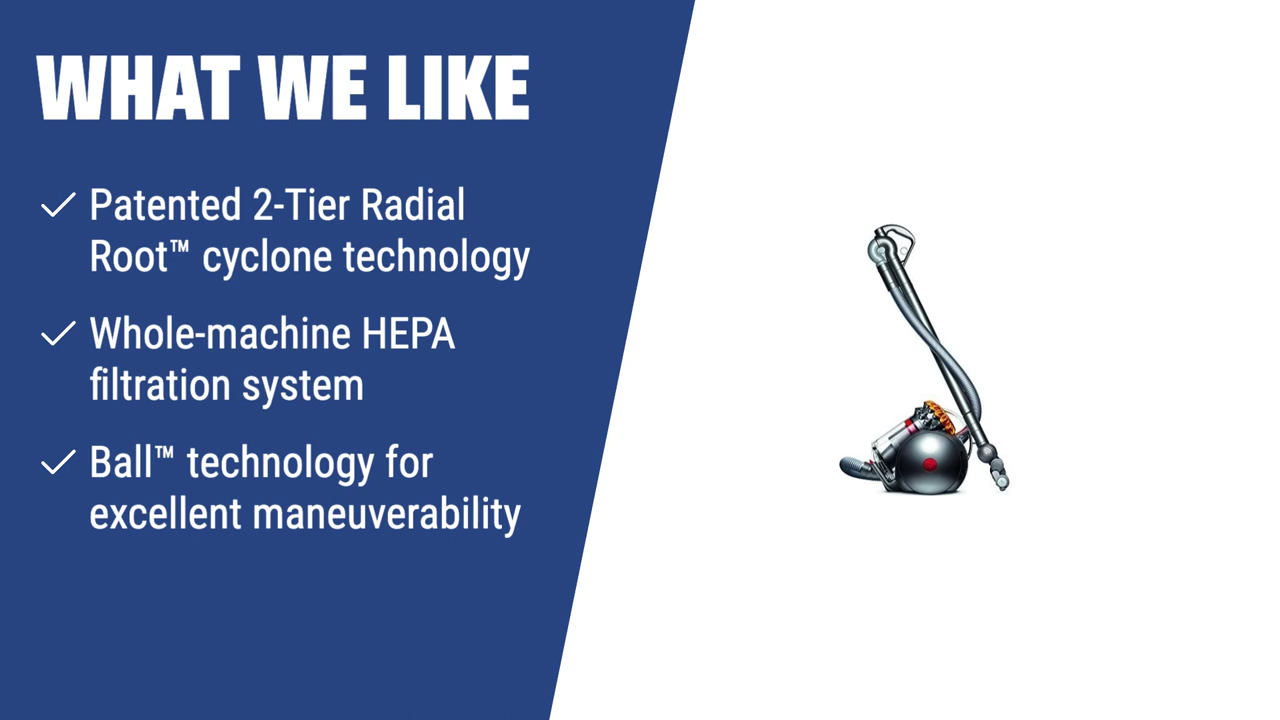 WHAT WE LIKE
Patented 2-Tier Radial
Root™ cyclone technology
Whole-machine HEPA
filtration system
Ball™ technology for
excellent maneuverability